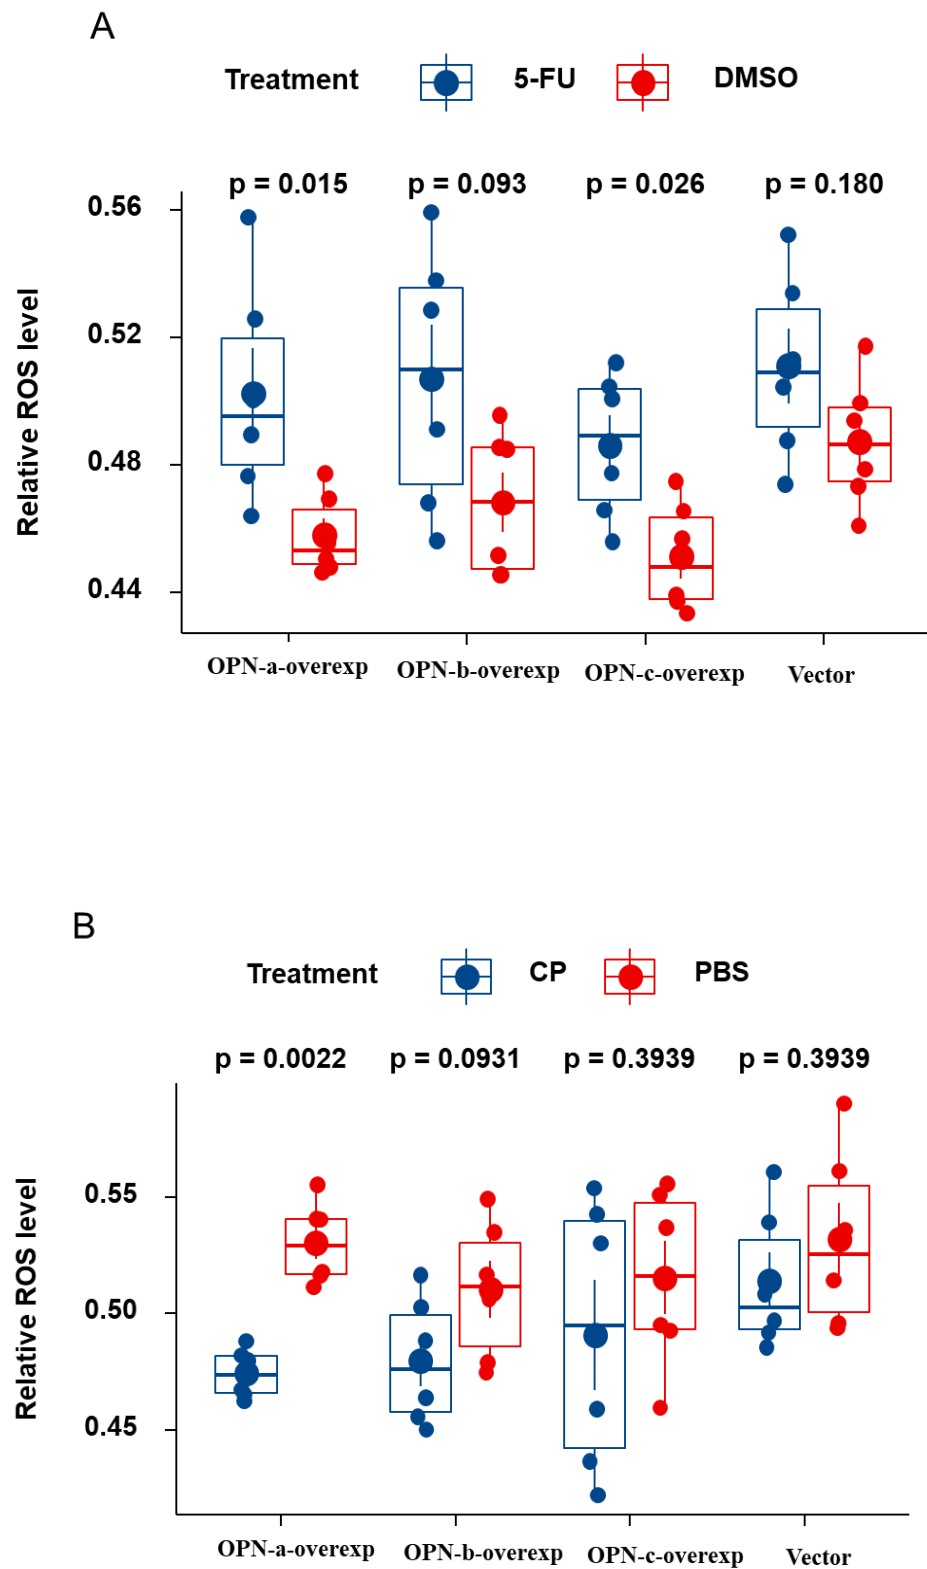 A
Treatment 5-FU DMSO
p = 0.015 p = 0.093 p = 0.026 p = 0.180
0.56
0.52
0.48
0.44
Relative ROS level
OPN-a-overexp OPN-b-overexp OPN-c-overexp Vector
B
Treatment CP PBS
p = 0.0022 p = 0.0931 p = 0.3939 p = 0.3939
0.55
0.50
0.45
Relative ROS level
OPN-a-overexp OPN-b-overexp OPN-c-overexp Vector